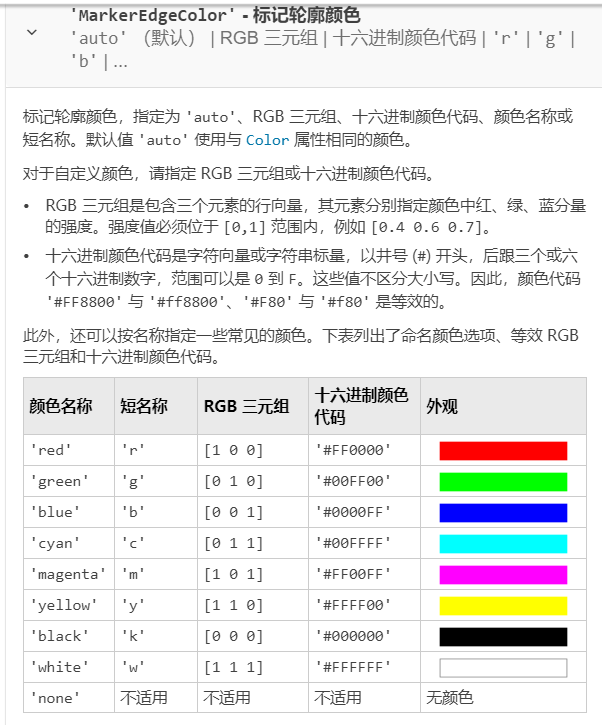 'MarkerEdgeColor' - 标记轮廓颜色
'auto' （默认） | RGB 三元组 | 十六进制颜色代码 | 'r' | 'g' |
'b' | ...
标记轮廓颜色，指定为 'auto'、RGB 三元组、十六进制颜色代码、颜色名称或
短名称。默认值 'auto' 使用与 Color 属性相同的颜色。
对于自定义颜色，请指定 RGB 三元组或十六进制颜色代码。
• RGB 三元组是包含三个元素的行向量，其元素分别指定颜色中红、绿、蓝分量
的强度。强度值必须位于 [0,1] 范围内，例如 [0.4 0.6 0.7]。
• 十六进制颜色代码是字符向量或字符串标量，以井号 (#) 开头，后跟三个或六
个十六进制数字，范围可以是 0 到 F。这些值不区分大小写。因此，颜色代码
'#FF8800' 与 '#ff8800'、'#F80' 与 '#f80' 是等效的。
此外，还可以按名称指定一些常见的颜色。下表列出了命名颜色选项、等效 RGB
三元组和十六进制颜色代码。
颜色名称 短名称 RGB 三元组 十六进制颜色代码 外观
'red' 'r' [1 0 0] '#FF0000'
'green' 'g' [0 1 0] '#00FF00'
'blue' 'b' [0 0 1] '#0000FF'
'cyan' 'c' [0 1 1] '#00FFFF'
'magenta' 'm' [1 0 1] '#FF00FF'
'yellow' 'y' [1 1 0] '#FFFF00'
'black' 'k' [0 0 0] '#000000'
'white' 'w' [1 1 1] '#FFFFFF'
'none' 不适用 不适用 不适用 无颜色